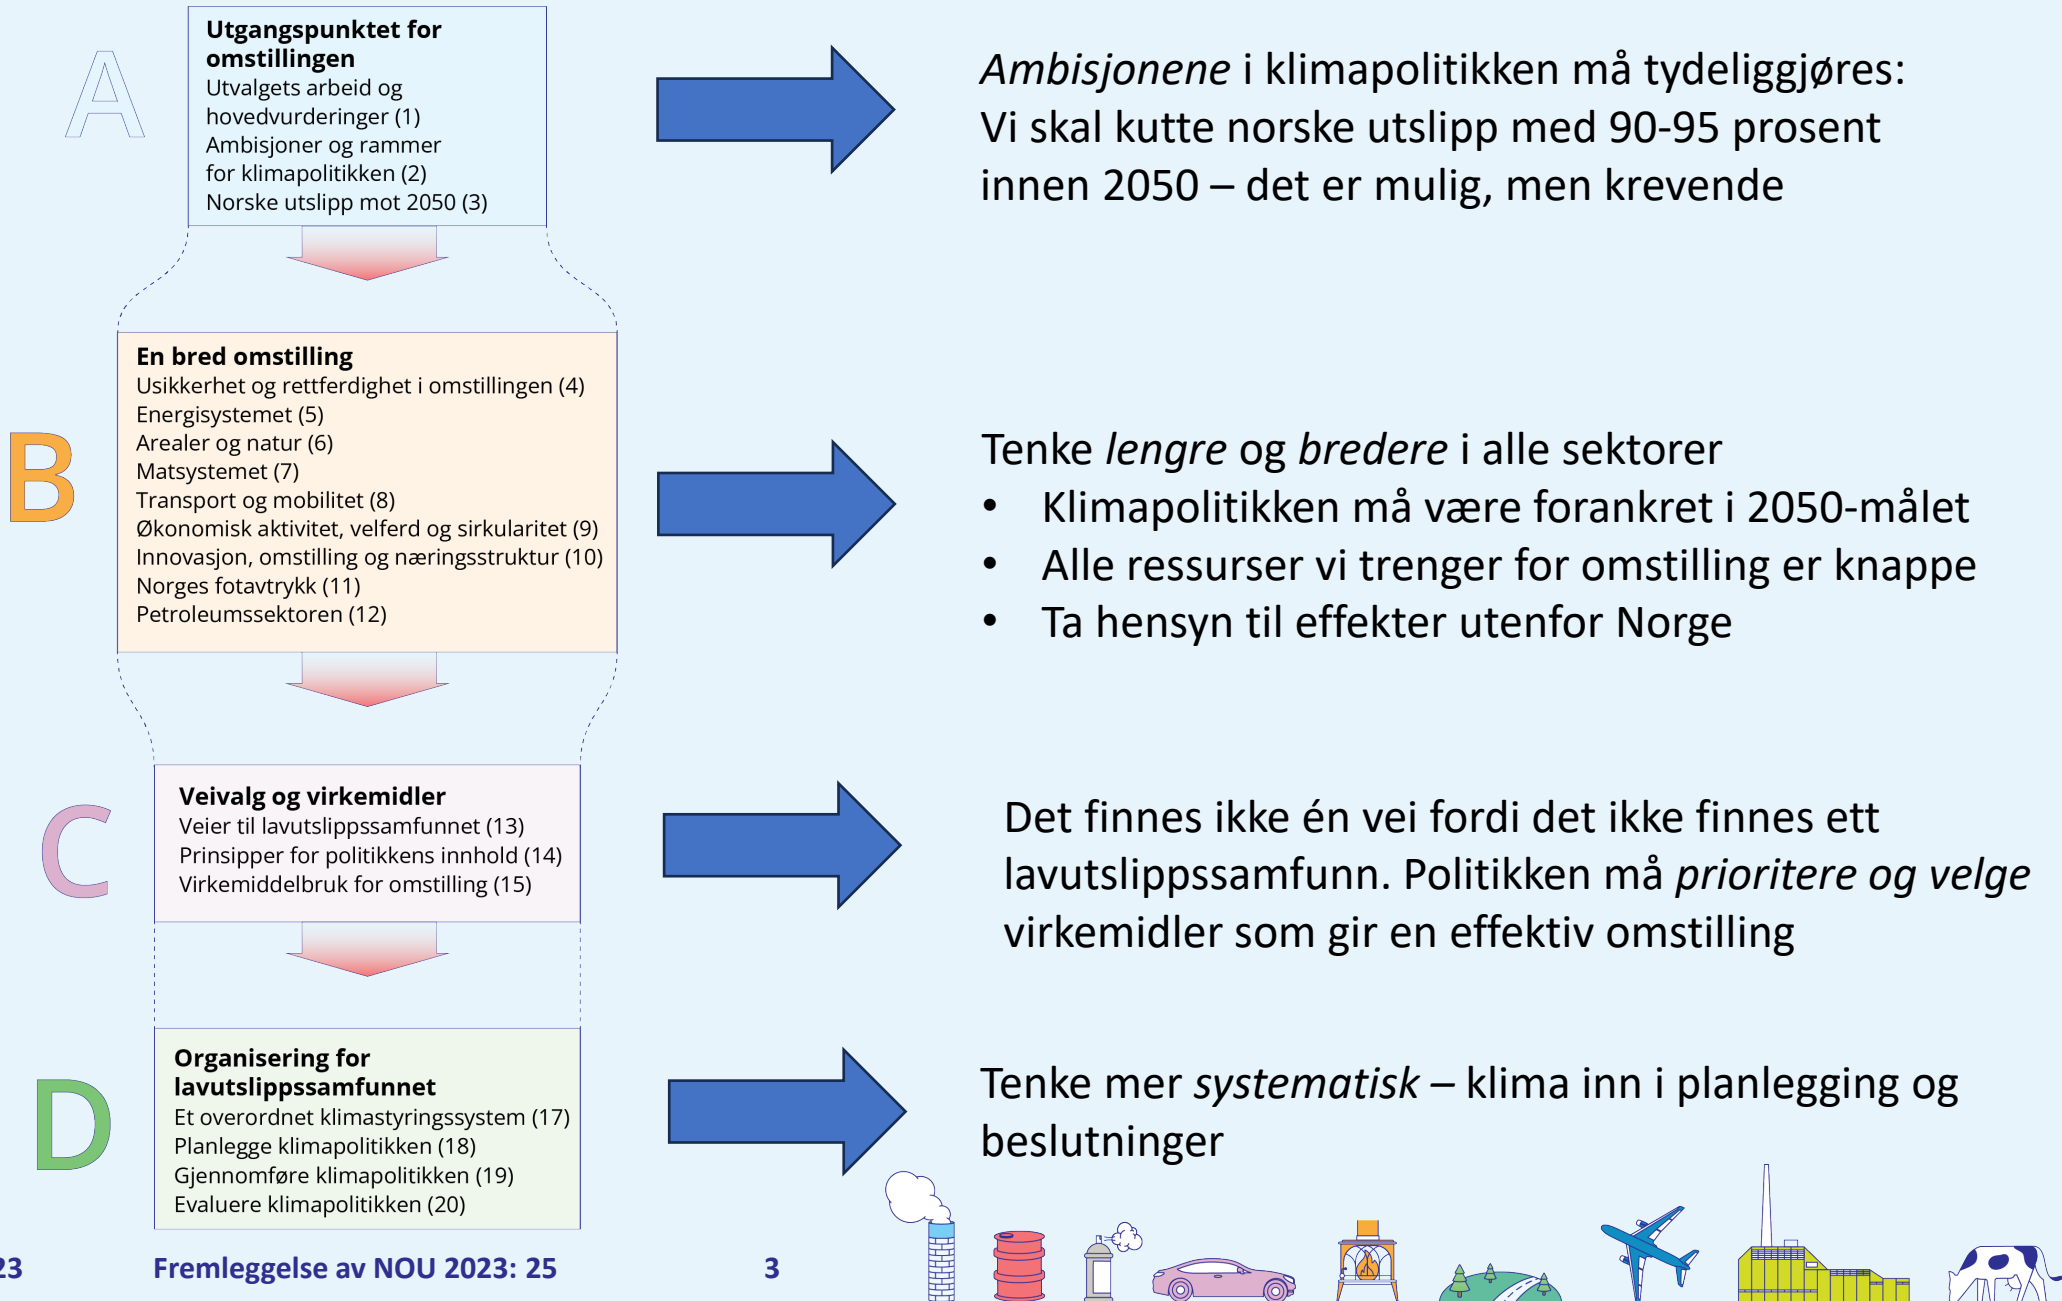 A
Utgangspunktet for
omstillingen
Utvalgets arbeid og
hovedvurderinger (1)
Ambisjoner og rammer
for klimapolitikken (2)
Norske utslipp mot 2050 (3)
Ambisjonene i klimapolitikken må tydeliggjøres:
Vi skal kutte norske utslipp med 90-95 prosent
innen 2050 – det er mulig, men krevende
B
En bred omstilling
Usikkerhet og rettferdighet i omstillingen (4)
Energisystemet (5)
Arealer og natur (6)
Matsystemet (7)
Transport og mobilitet (8)
Økonomisk aktivitet, velferd og sirkularitet (9)
Innovasjon, omstilling og næringsstruktur (10)
Norges fotavtrykk (11)
Petroleumssektoren (12)
Tenke lengre og bredere i alle sektorer
• Klimapolitikken må være forankret i 2050-målet
• Alle ressurser vi trenger for omstilling er knappe
• Ta hensyn til effekter utenfor Norge
C
Veivalg og virkemidler
Veier til lavutslippssamfunnet (13)
Prinsipper for politikkens innhold (14)
Virkemiddelbruk for omstilling (15)
Det finnes ikke én vei fordi det ikke finnes ett
lavutslippssamfunn. Politikken må prioritere og velge
virkemidler som gir en effektiv omstilling
D
Organisering for
lavutslippssamfunnet
Et overordnet klimastyringssystem (17)
Planlegge klimapolitikken (18)
Gjennomføre klimapolitikken (19)
Evaluere klimapolitikken (20)
Tenke mer systematisk – klima inn i planlegging og
beslutninger
23
Fremleggelse av NOU 2023: 25
3